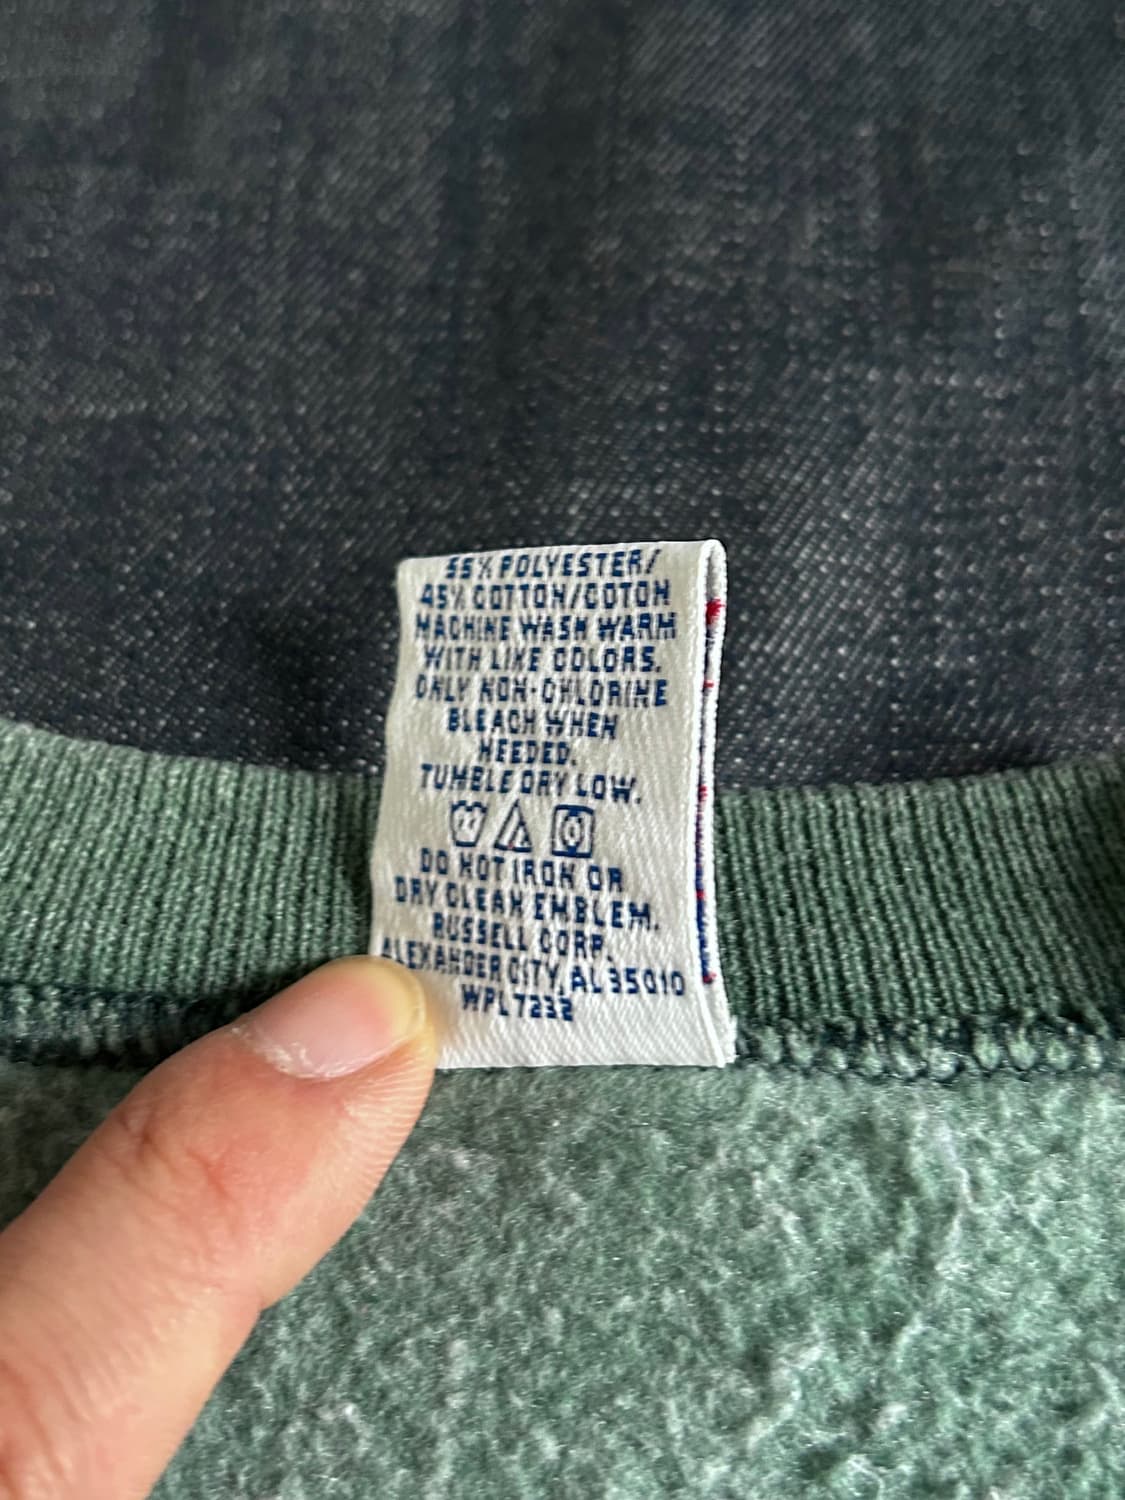 55% POLYESTER/
45% COTTON/COTON
MACHINE WASH WARM
WITH LIKE COLORS.
ONLY NON-CHLORINE
BLEACH WHEN
NEEDED.
TUMBLE DRY LOW.
DO NOT IRON OR
DRY CLEAN EMBLEM.
RUSSELL CORP.
ALEXANDER CITY, AL 35010
WPL 7232